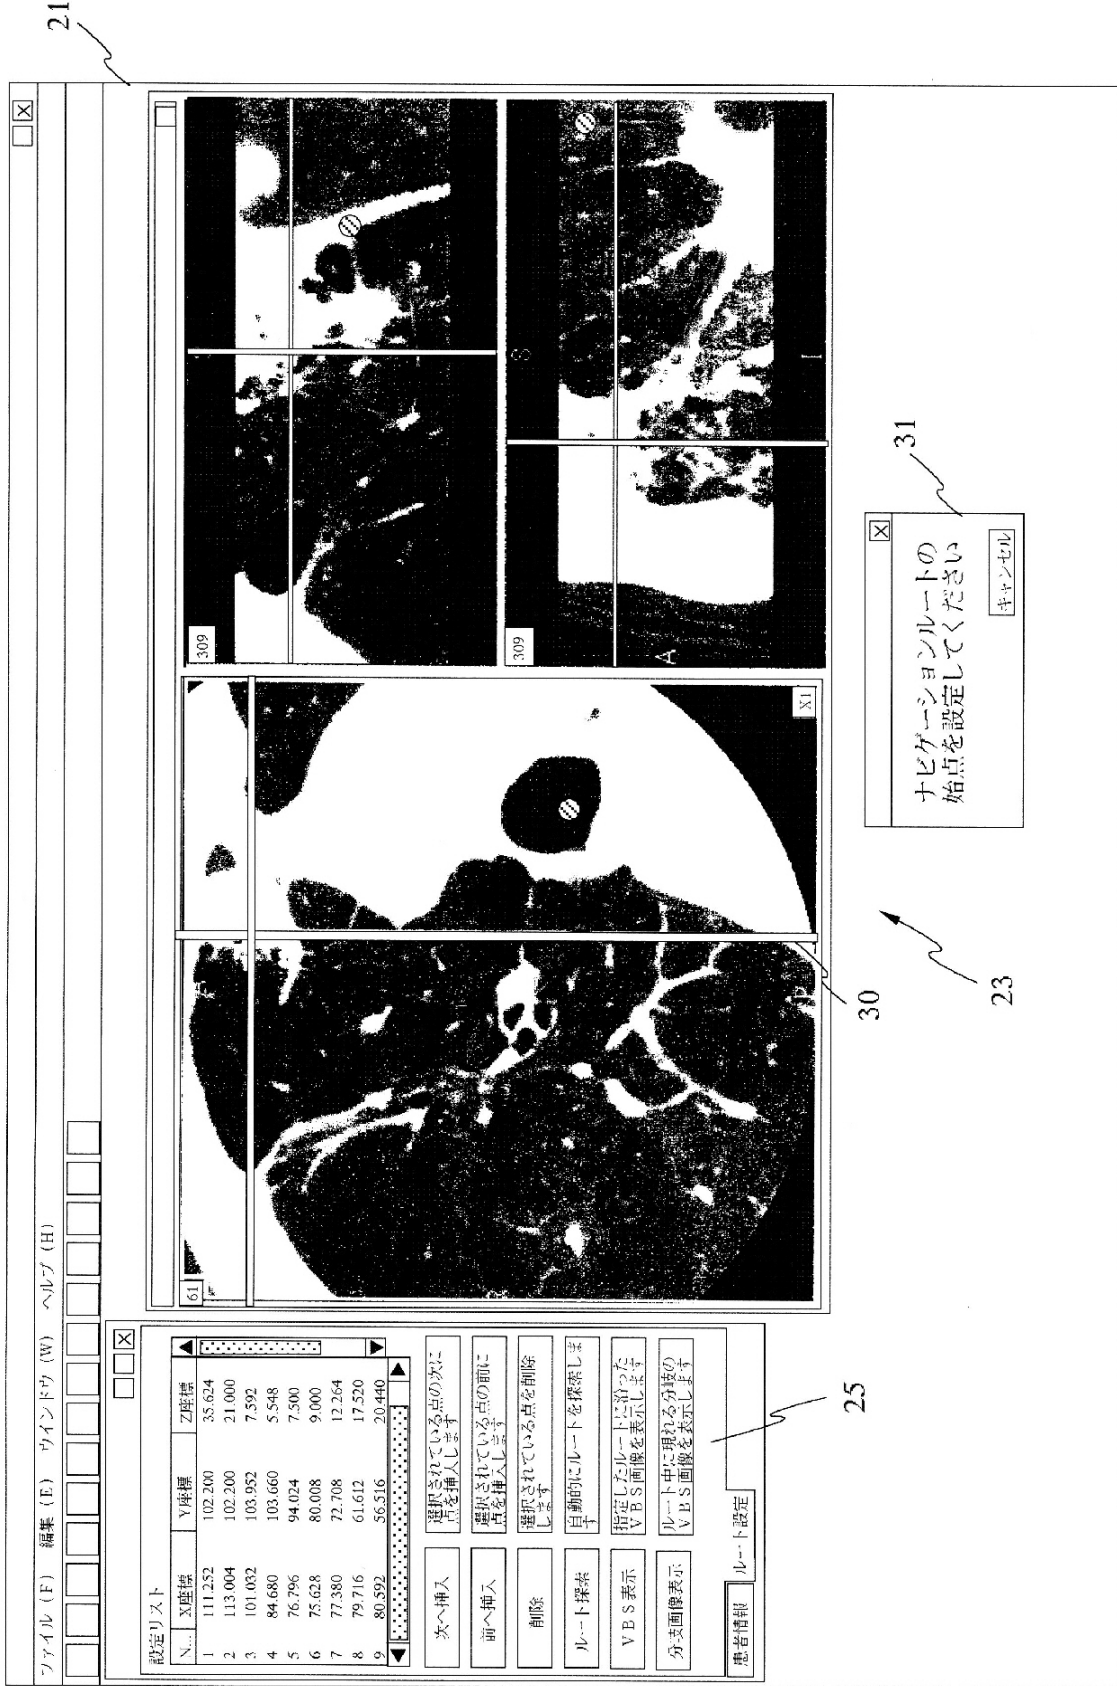 21
ファイル (F)　編集 (E)　ウインドウ (W)　ヘルプ (H)
設定リスト
N... X座標 Y座標 Z座標
1 111.252 102.200 35.624
2 113.004 102.200 21.000
3 101.032 103.952 7.592
4 84.680 103.660 5.548
5 76.796 94.024 7.500
6 75.628 80.008 9.000
7 77.380 72.708 12.264
8 79.716 61.612 17.520
9 80.592 56.516 20.440
次へ挿入 選択されている点の次に
点を挿入します
前へ挿入 選択されている点の前に
点を挿入します
削除 選択されている点を削除
します
ルート探索 自動的にルートを探索しま
す
VBS表示 指定したルートに沿った
VBS画像を表示します
分岐画像表示 ルート中に現れる分岐の
VBS画像を表示します
患者情報 ルート設定
25
61
X1
309
309
S
A
I
30
23
31
ナビゲーションルートの
始点を設定してください
キャンセル